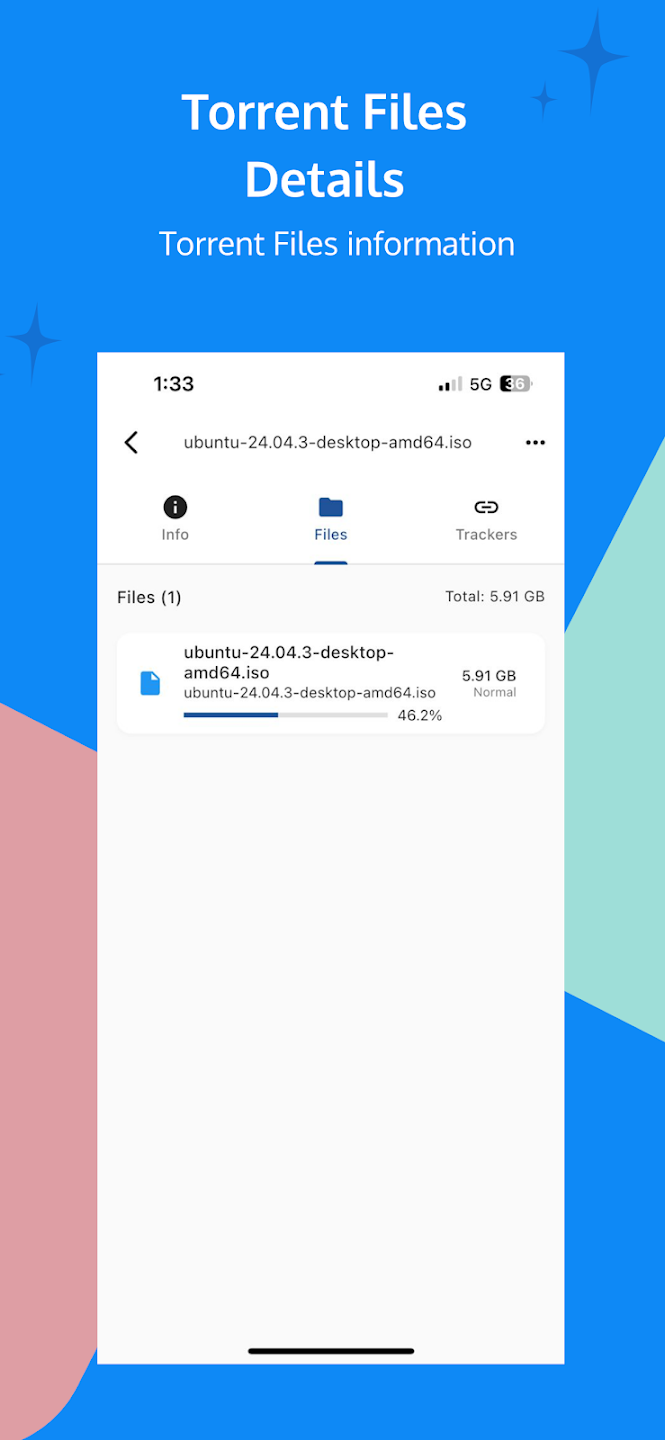 Torrent Files
Details
Torrent Files information
1:33
5G 36
ubuntu-24.04.3-desktop-amd64.iso
Info
Files
Trackers
Files (1)
Total: 5.91 GB
ubuntu-24.04.3-desktop-
amd64.iso
ubuntu-24.04.3-desktop-amd64.iso
5.91 GB
Normal
46.2%